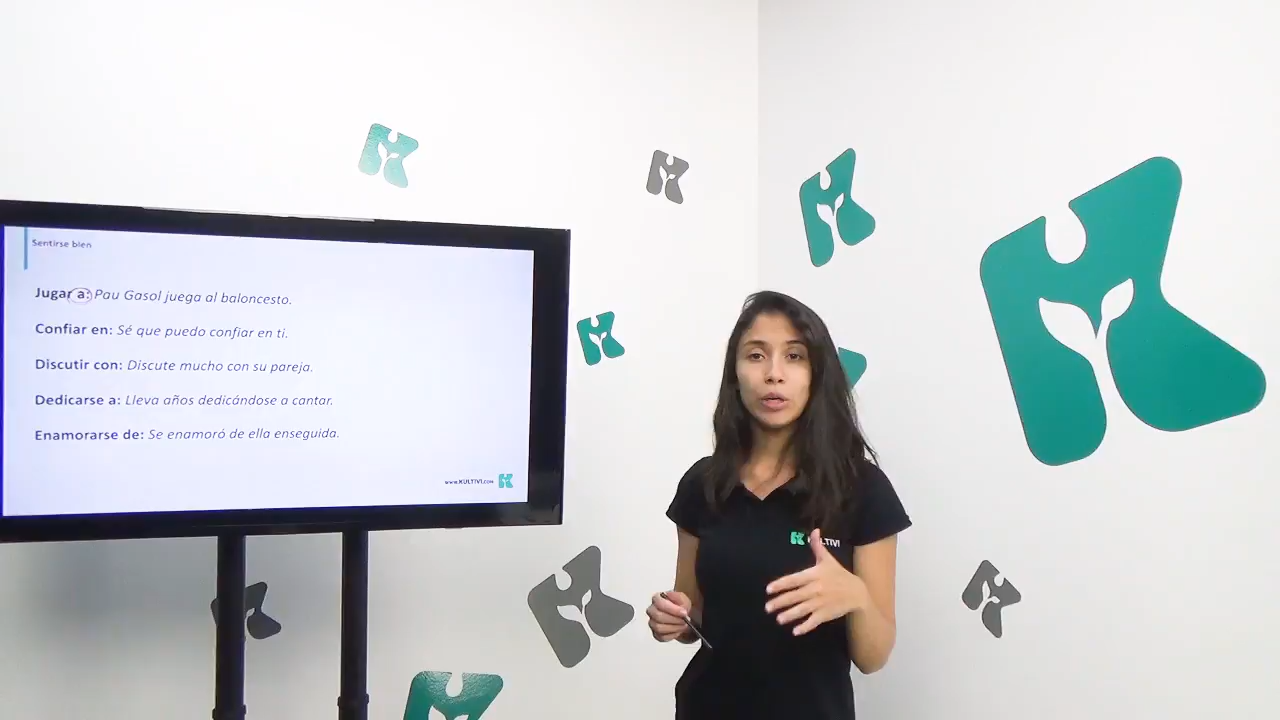 Sentirse bien
Jugar a: Pau Gasol juega al baloncesto.
Confiar en: Sé que puedo confiar en ti.
Discutir con: Discute mucho con su pareja.
Dedicarse a: Lleva años dedicándose a cantar.
Enamorarse de: Se enamoró de ella enseguida.
www.KULTIVI.com
KULTIVI